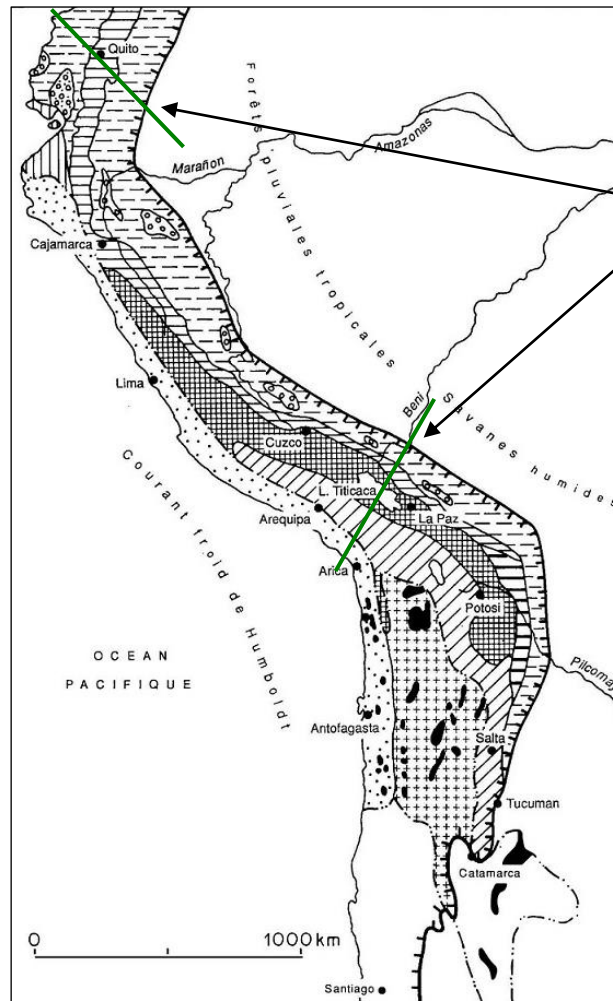 Quito
Forêts pluviales tropicales
Amazonas
Marañon
Cajamarca
Lima
Beni
Savanes humides
Cuzco
L. Titicaca
La Paz
Arequipa
Courant froid de Humboldt
Arica
Potosi
OCEAN
PACIFIQUE
Pilcoma
Antofagasta
Salta
Tucuman
Catamarca
0
1000 km
Santiago